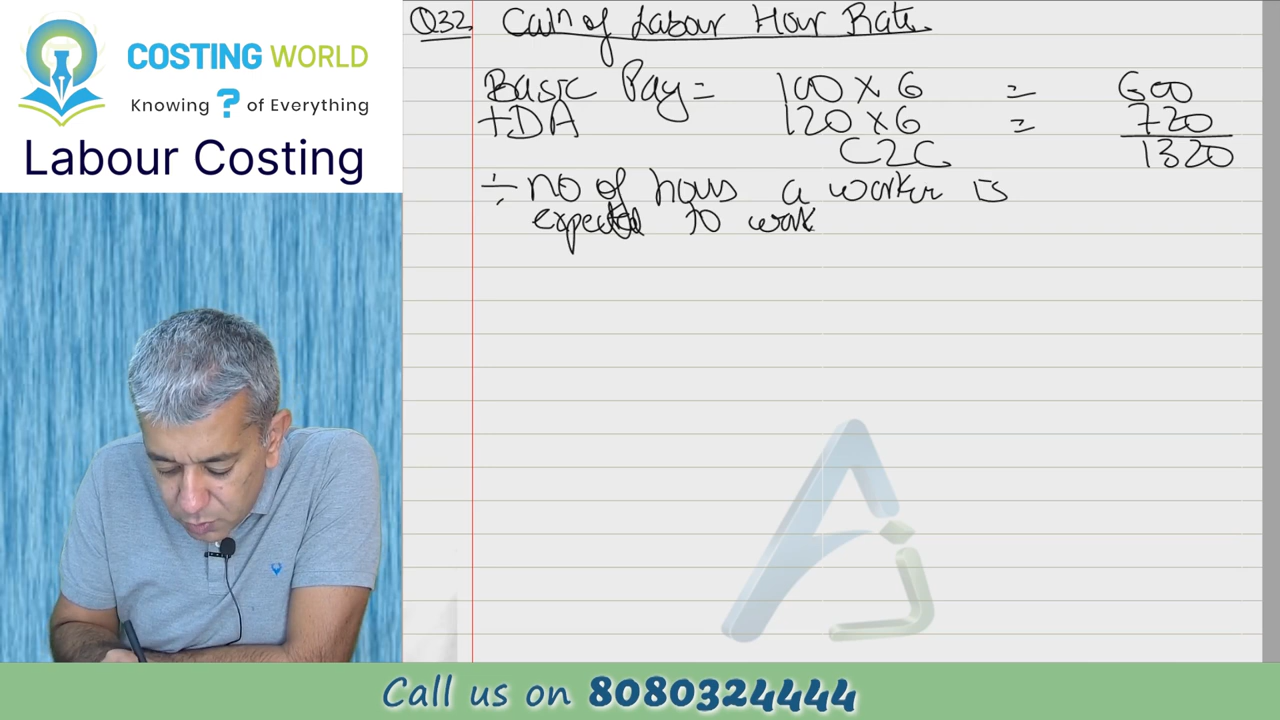 COSTING WORLD
Knowing ? of Everything
Labour Costing
Q32 Caln of Labour Hour Rate
Basic Pay = 100 x 6 = 600
+DA 120 x 6 = 720
C2C 1320
÷ no of hours a worker is
expected to work
Call us on 8080324444